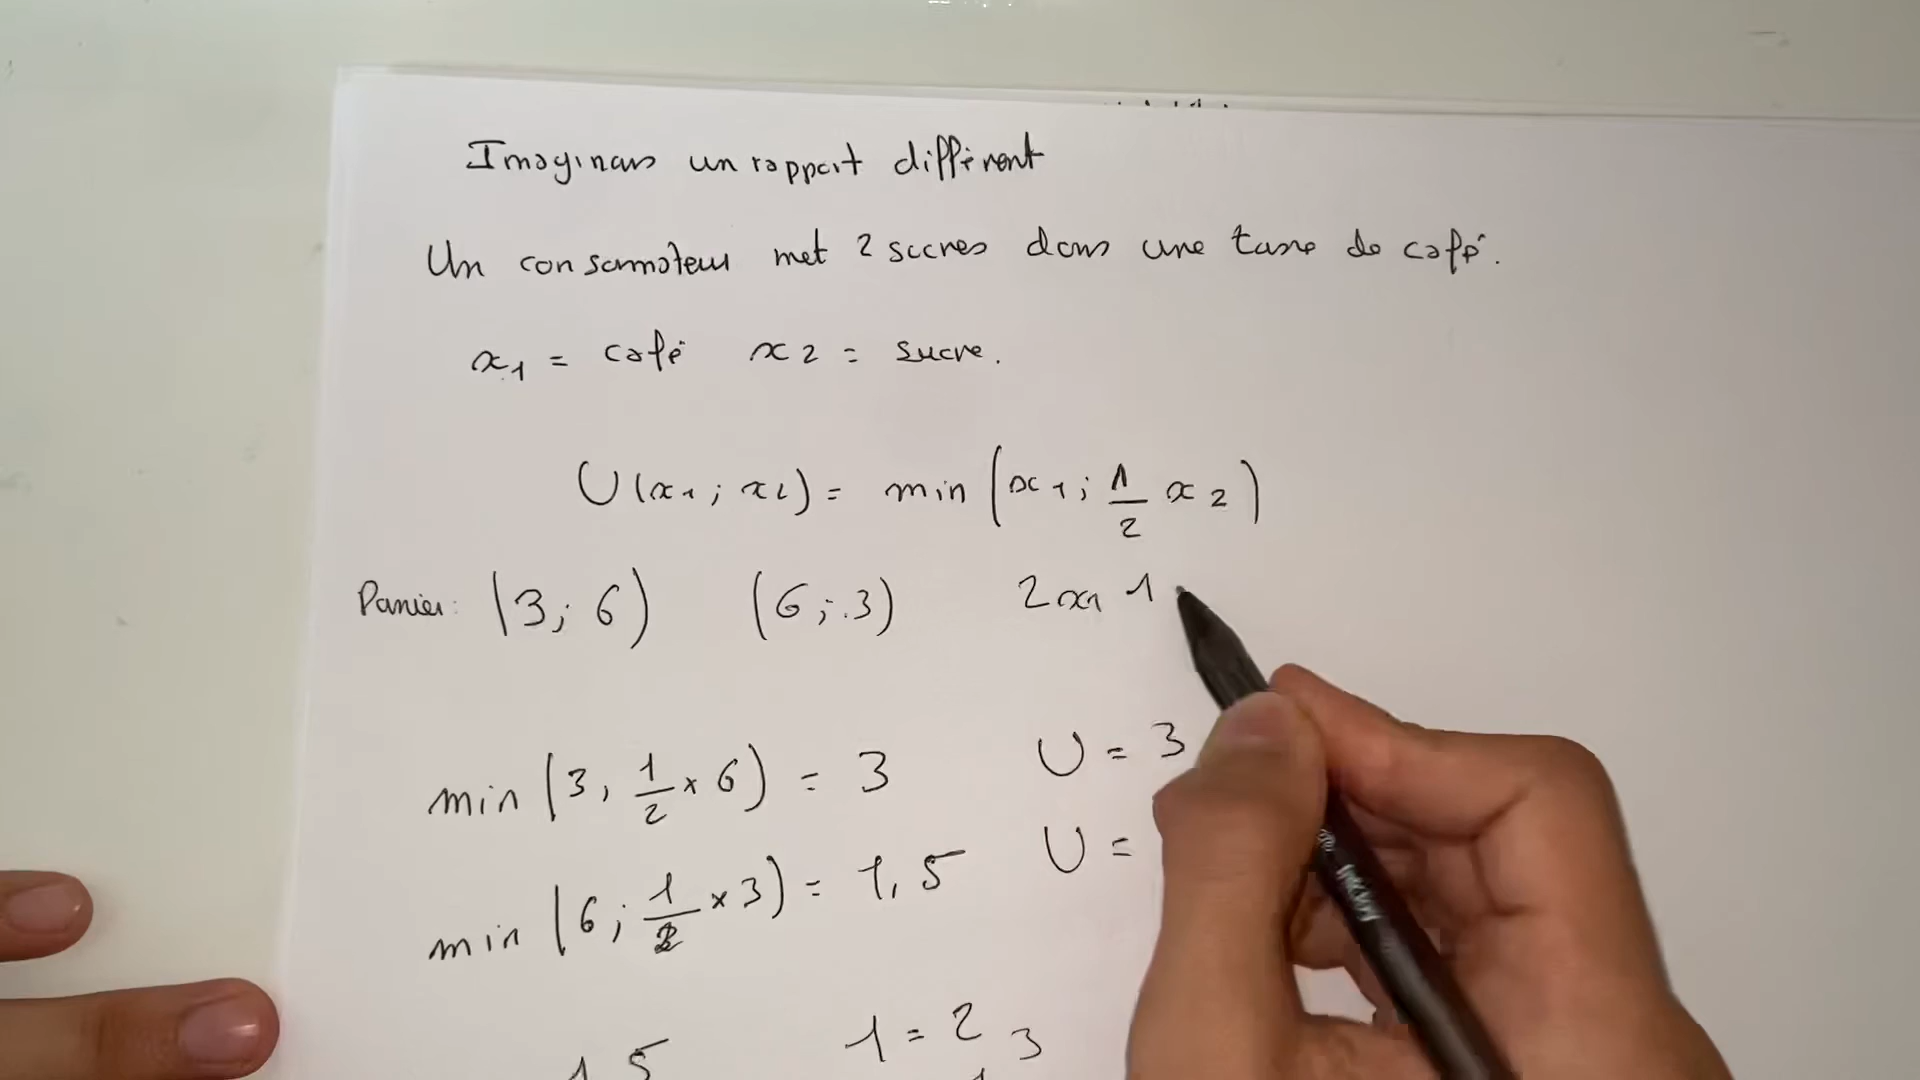 Imaginons un rapport différent
Un consommateur met 2 sucres dans une tasse de café.
x1 = café x2 = sucre.
U(x1; x2) = min (x1; 1/2 x2)
Panier: (3; 6) (6; 3) 2x1 1
min (3, 1/2 × 6) = 3 U = 3
min (6; 1/2 × 3) = 1,5 U =
1 = 2 3